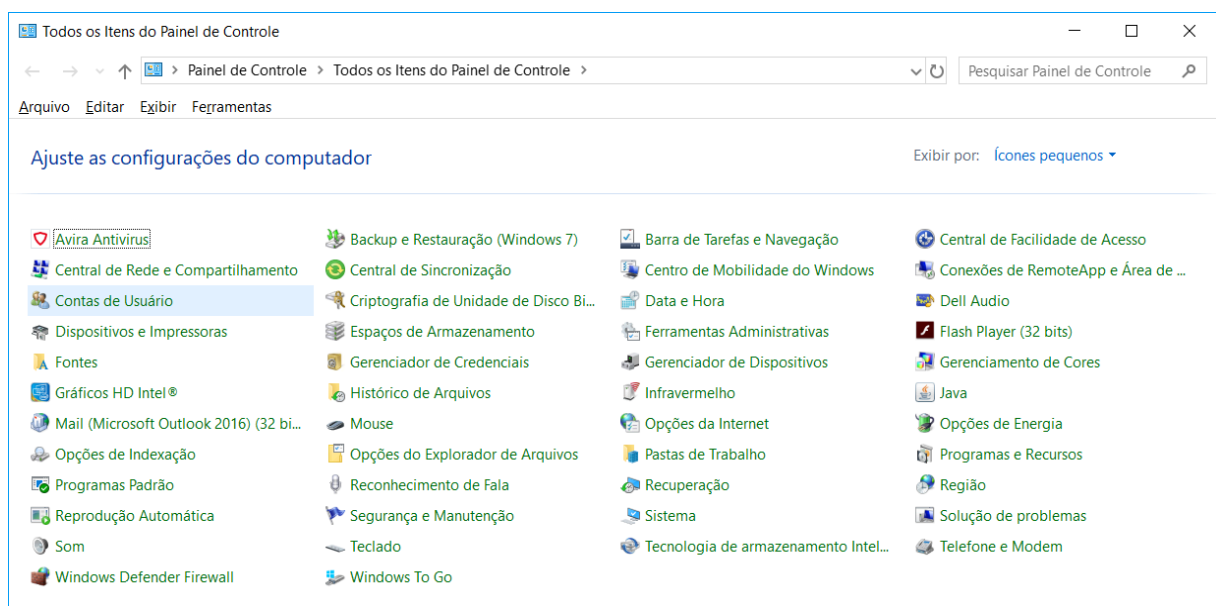 Todos os Itens do Painel de Controle
Painel de Controle > Todos os Itens do Painel de Controle >
Pesquisar Painel de Controle
Arquivo Editar Exibir Ferramentas
Ajuste as configurações do computador
Exibir por: Ícones pequenos
Avira Antivirus
Backup e Restauração (Windows 7)
Barra de Tarefas e Navegação
Central de Facilidade de Acesso
Central de Rede e Compartilhamento
Central de Sincronização
Centro de Mobilidade do Windows
Conexões de RemoteApp e Área de ...
Contas de Usuário
Criptografia de Unidade de Disco Bi...
Data e Hora
Dell Audio
Dispositivos e Impressoras
Espaços de Armazenamento
Ferramentas Administrativas
Flash Player (32 bits)
Fontes
Gerenciador de Credenciais
Gerenciador de Dispositivos
Gerenciamento de Cores
Gráficos HD Intel®
Histórico de Arquivos
Infravermelho
Java
Mail (Microsoft Outlook 2016) (32 bi...
Mouse
Opções da Internet
Opções de Energia
Opções de Indexação
Opções do Explorador de Arquivos
Pastas de Trabalho
Programas e Recursos
Programas Padrão
Reconhecimento de Fala
Recuperação
Região
Reprodução Automática
Segurança e Manutenção
Sistema
Solução de problemas
Som
Teclado
Tecnologia de armazenamento Intel...
Telefone e Modem
Windows Defender Firewall
Windows To Go